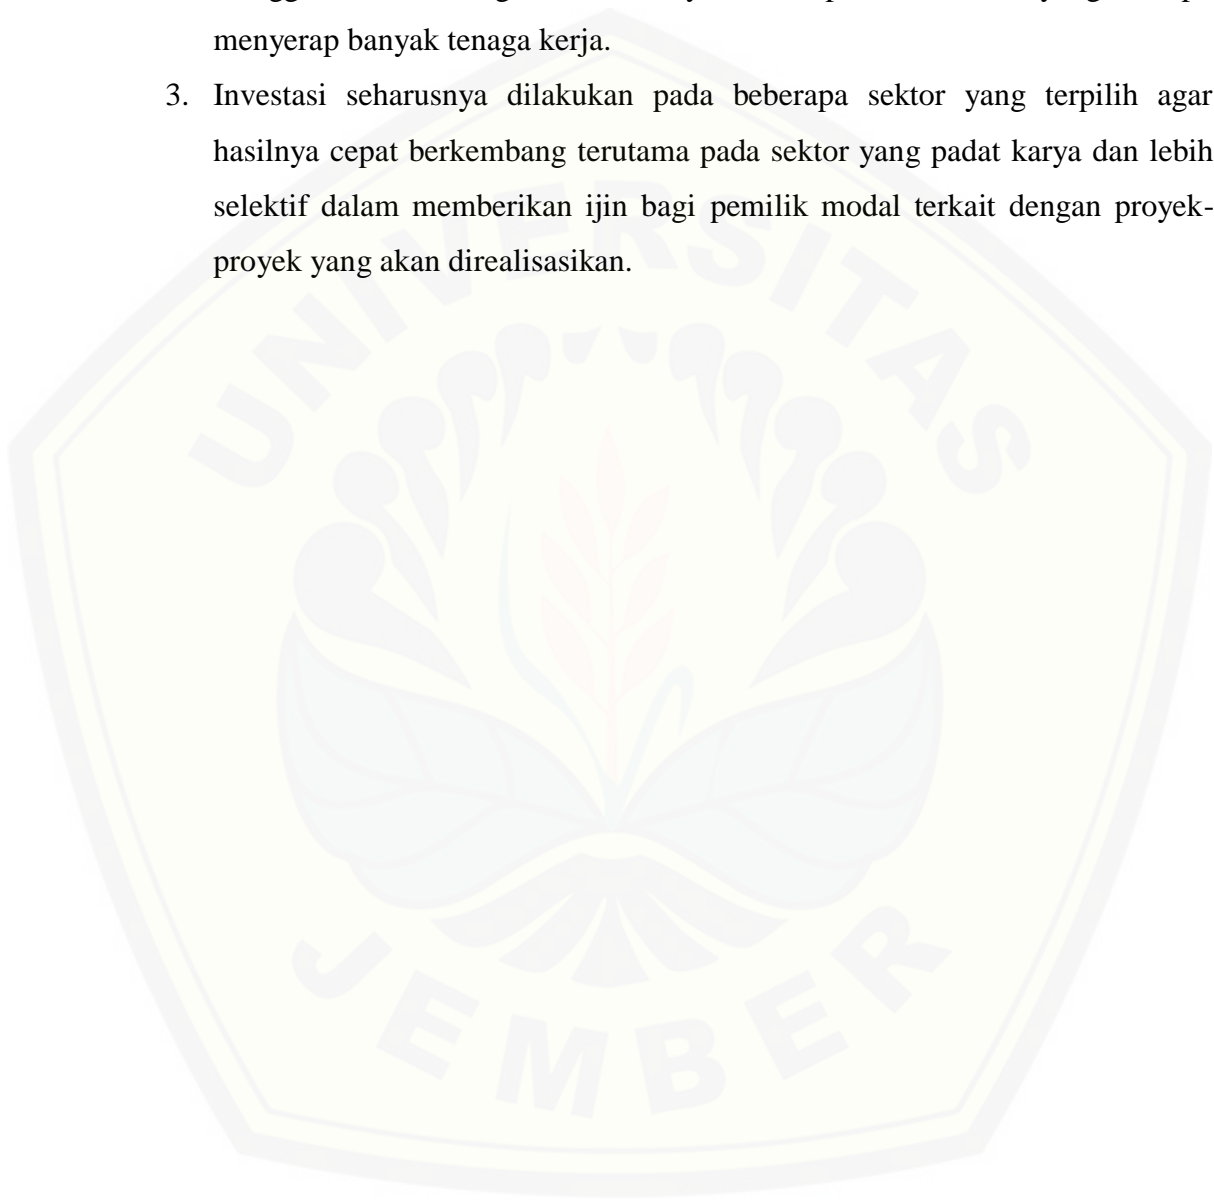 menyerap banyak tenaga kerja.
3. Investasi seharusnya dilakukan pada beberapa sektor yang terpilih agar
hasilnya cepat berkembang terutama pada sektor yang padat karya dan lebih
selektif dalam memberikan ijin bagi pemilik modal terkait dengan proyek-
proyek yang akan direalisasikan.
UNIVERSITAS
JEMBER